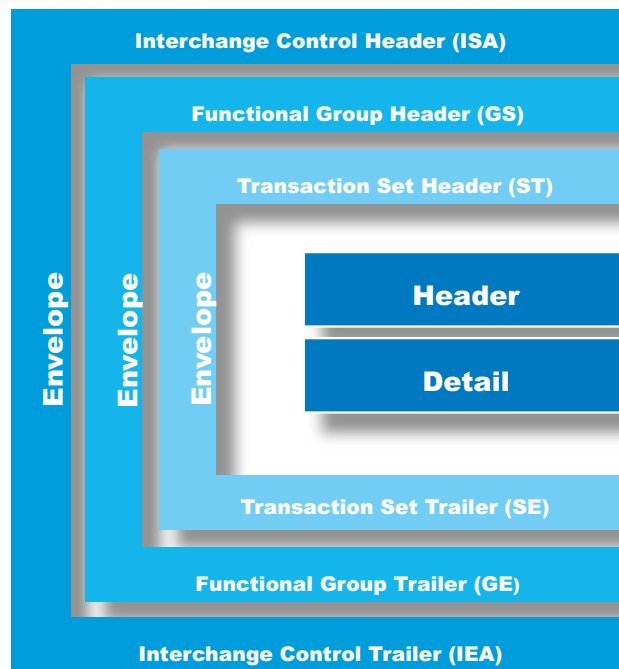 Interchange Control Header (ISA)
Functional Group Header (GS)
Transaction Set Header (ST)
Envelope
Envelope
Envelope
Header
Detail
Transaction Set Trailer (SE)
Functional Group Trailer (GE)
Interchange Control Trailer (IEA)